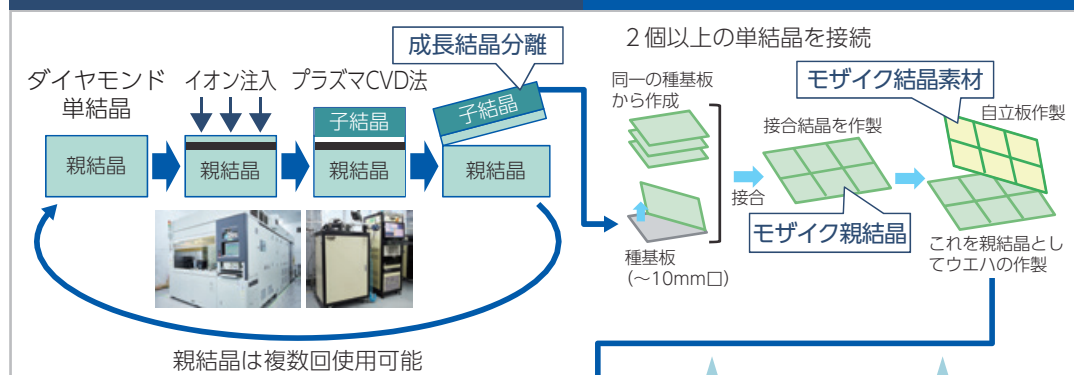 成長結晶分離
2個以上の単結晶を接続
ダイヤモンド
単結晶
イオン注入
プラズマCVD法
子結晶
子結晶
親結晶
親結晶
親結晶
親結晶
同一の種基板
から作成
モザイク結晶素材
自立板作製
接合結晶を作製
接合
モザイク親結晶
種基板
(～10mm□)
これを親結晶とし
てウエハの作製
親結晶は複数回使用可能